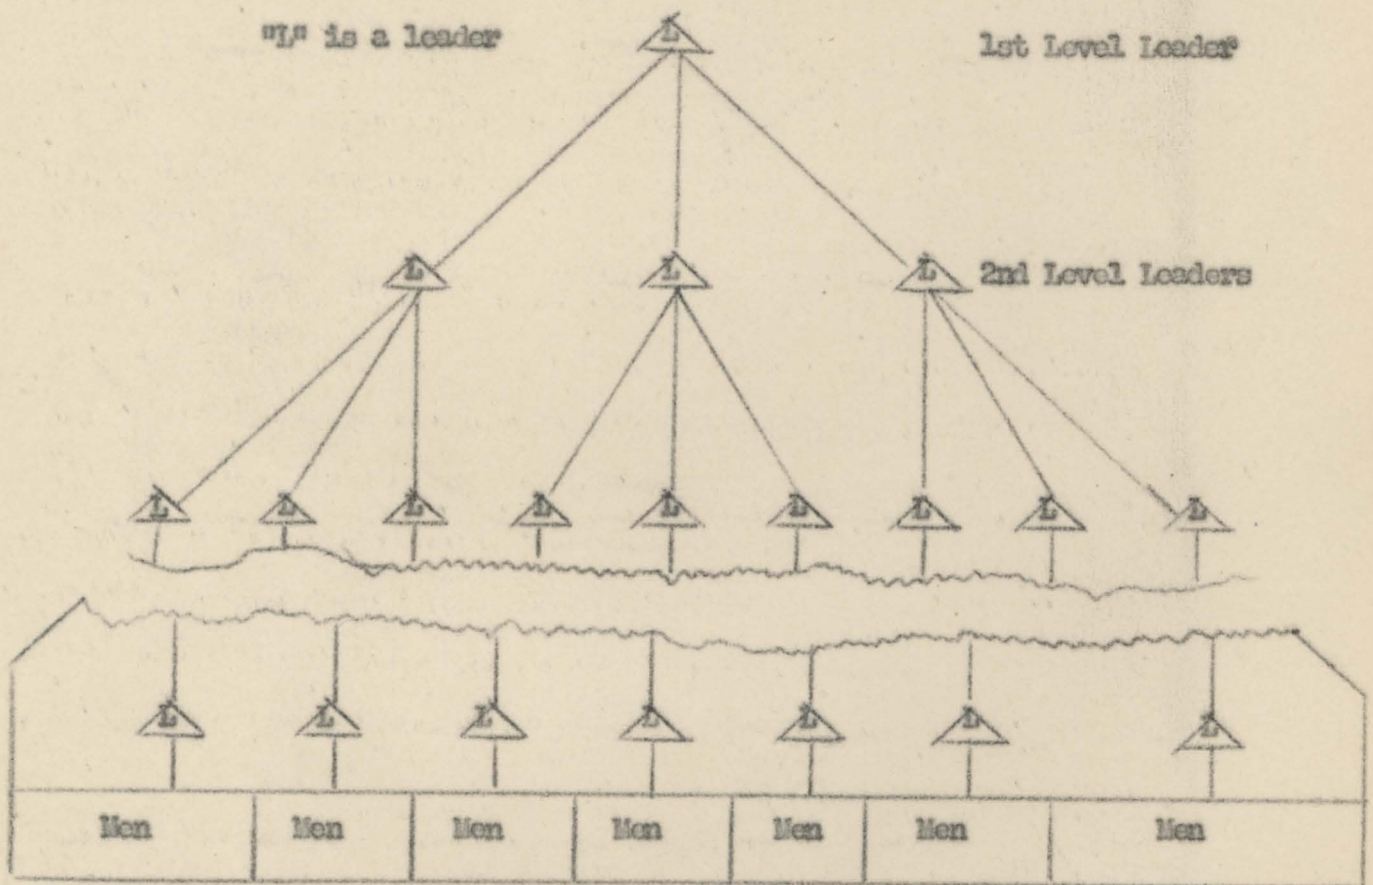 "L" is a leader
L
1st Level Leader
L L L 2nd Level Leaders
L L L L L L L L L
L L L L L L L
Men Men Men Men Men Men Men